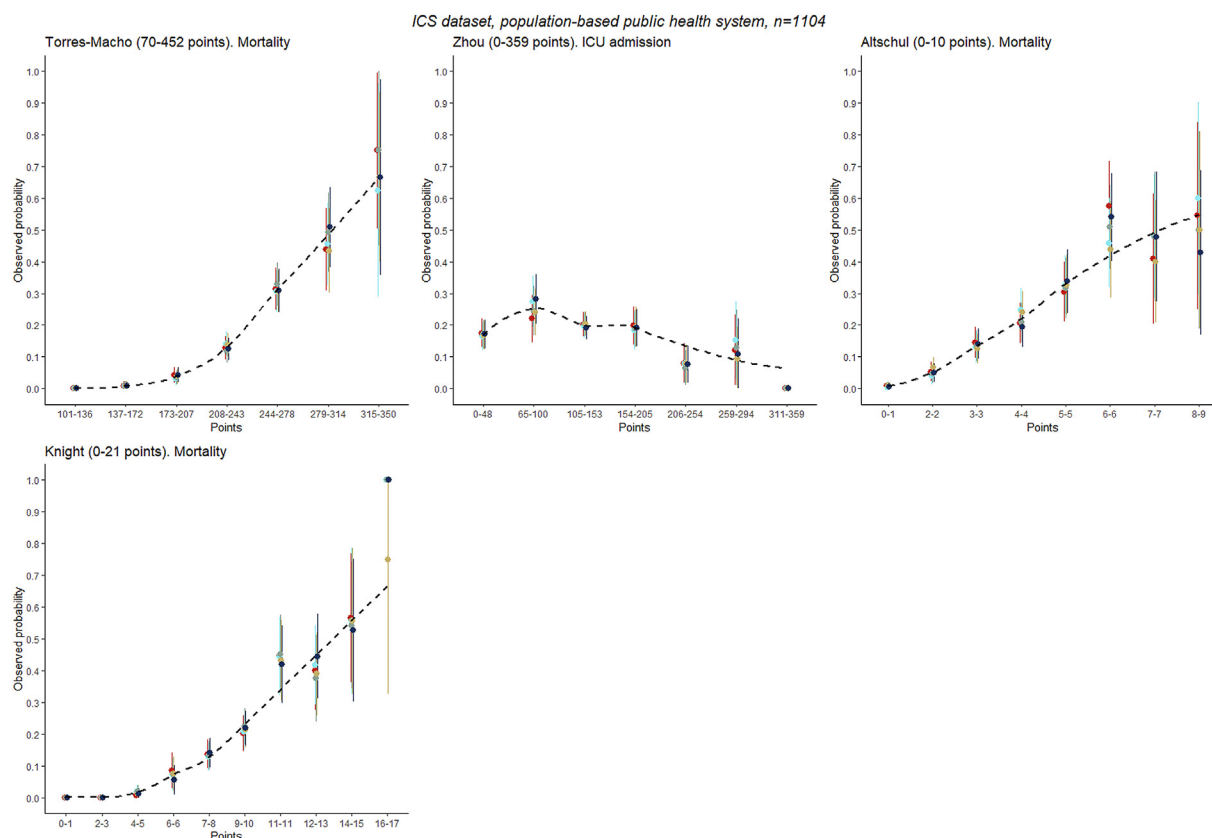 ICS dataset, population-based public health system, n=1104
Torres-Macho (70-452 points). Mortality
Observed probability
1.0
0.9
0.8
0.7
0.6
0.5
0.4
0.3
0.2
0.1
0.0
101-136 137-172 173-207 208-243 244-278 279-314 315-350
Points
Zhou (0-359 points). ICU admission
Observed probability
1.0
0.9
0.8
0.7
0.6
0.5
0.4
0.3
0.2
0.1
0.0
0-48 65-100 105-153 154-205 206-254 259-294 311-359
Points
Altschul (0-10 points). Mortality
Observed probability
1.0
0.9
0.8
0.7
0.6
0.5
0.4
0.3
0.2
0.1
0.0
0-1 2-2 3-3 4-4 5-5 6-6 7-7 8-9
Points
Knight (0-21 points). Mortality
Observed probability
1.0
0.9
0.8
0.7
0.6
0.5
0.4
0.3
0.2
0.1
0.0
0-1 2-3 4-5 6-6 7-8 9-10 11-11 12-13 14-15 16-17
Points